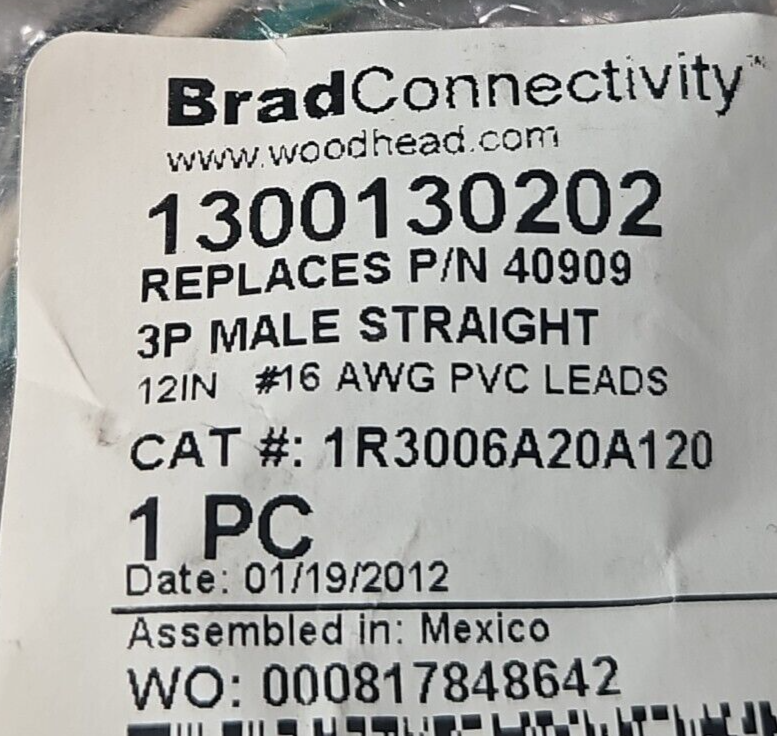 BradConnectivity™
www.woodhead.com
1300130202
REPLACES P/N 40909
3P MALE STRAIGHT
12IN #16 AWG PVC LEADS
CAT #: 1R3006A20A120
1 PC
Date: 01/19/2012
Assembled in: Mexico
WO: 000817848642